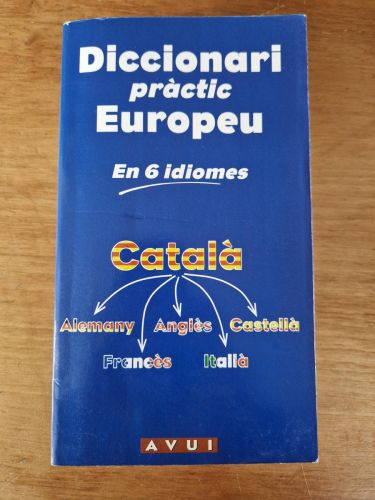 Diccionari
pràctic
Europeu
En 6 idiomes
Català
Alemany Anglès Castellà
Francès Italià
AVUI